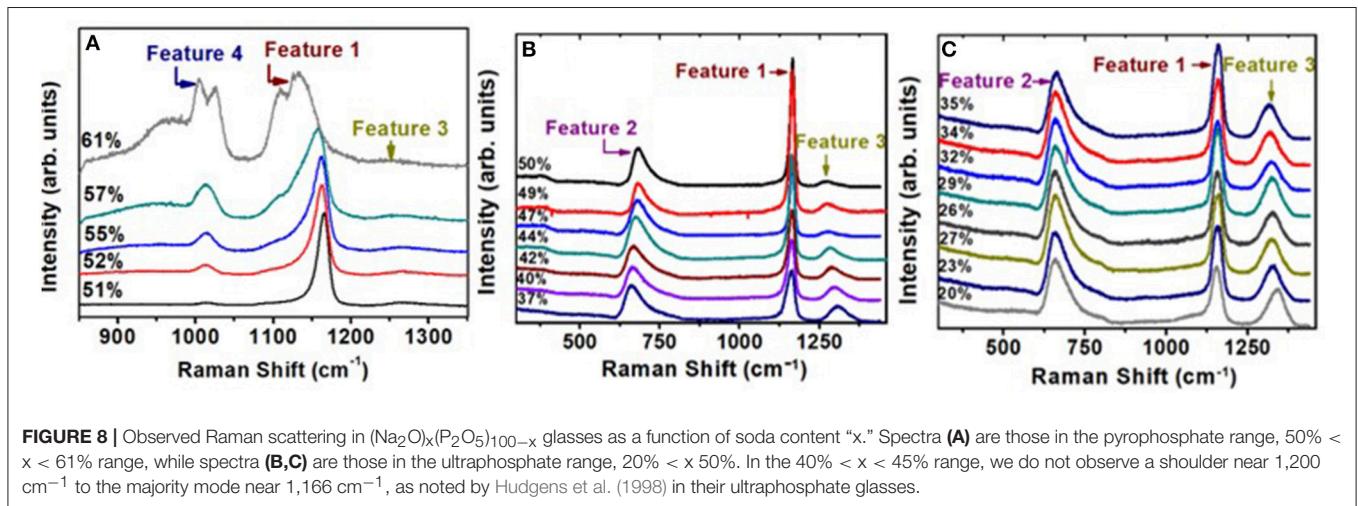 A
Feature 4
Feature 1
Feature 3
61%
57%
55%
52%
51%
Intensity (arb. units)
900 1000 1100 1200 1300
Raman Shift (cm-1)
B
Feature 1
Feature 2
Feature 3
50%
49%
47%
44%
42%
40%
37%
Intensity (arb. units)
500 750 1000 1250
Raman Shift (cm-1)
C
Feature 2
Feature 1
Feature 3
35%
34%
32%
29%
26%
27%
23%
20%
Intensity (arb. units)
500 750 1000 1250
Raman Shift (cm-1)
FIGURE 8 | Observed Raman scattering in (Na2O)x(P2O5)100−x glasses as a function of soda content “x.” Spectra (A) are those in the pyrophosphate range, 50% <
x < 61% range, while spectra (B,C) are those in the ultraphosphate range, 20% < x 50%. In the 40% < x < 45% range, we do not observe a shoulder near 1,200
cm−1 to the majority mode near 1,166 cm−1, as noted by Hudgens et al. (1998) in their ultraphosphate glasses.